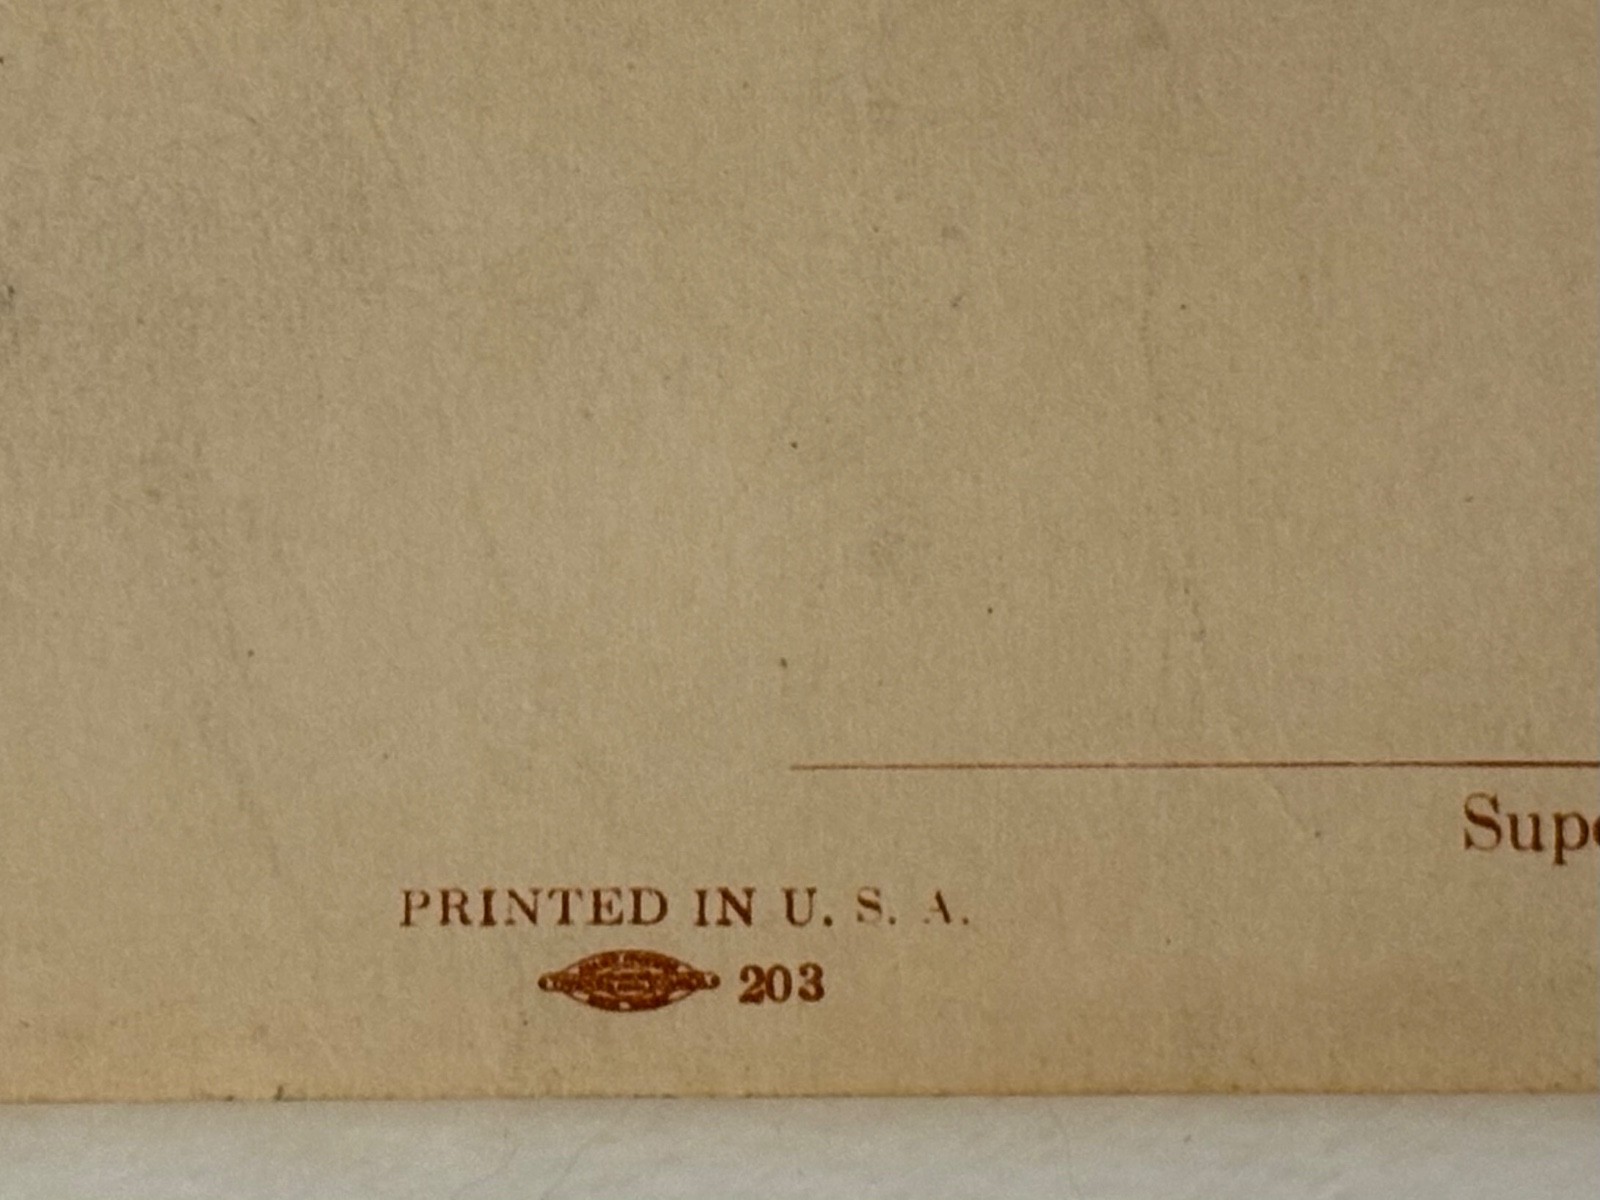 Supe
PRINTED IN U. S. A.
203